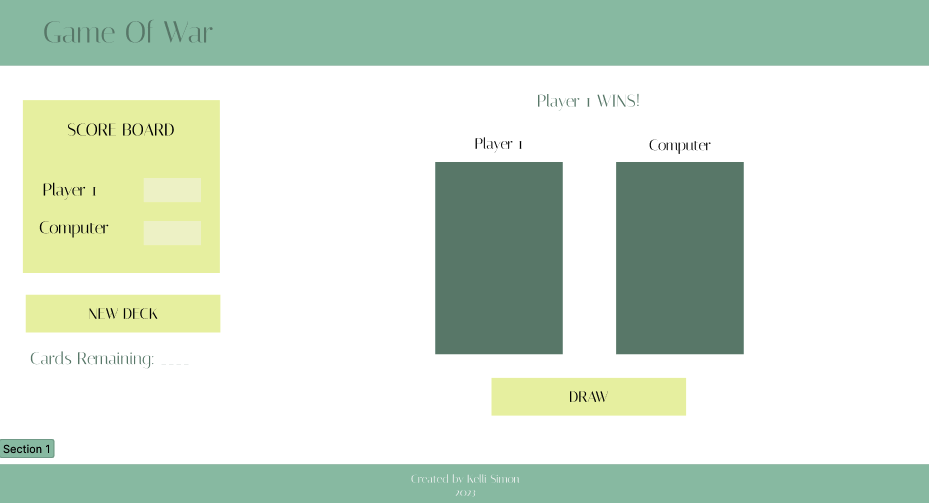 Game Of War
SCORE BOARD
Player 1
Computer
NEW DECK
Cards Remaining: _ _ _ _
Player 1 WINS!
Player 1
Computer
DRAW
Section 1
Created by Kelli Simon
2023